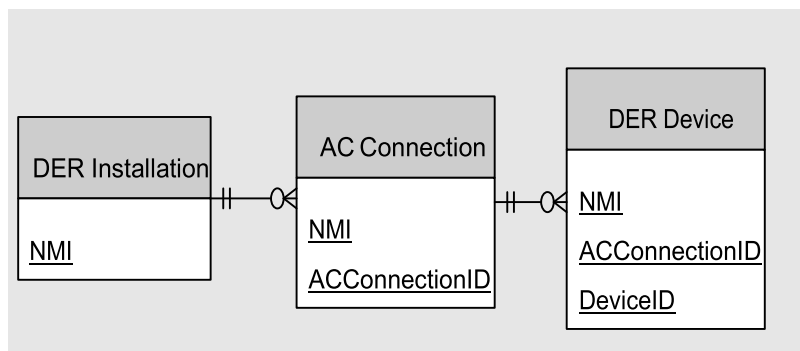 DER Installation
NMI
AC Connection
NMI
ACConnectionID
DER Device
NMI
ACConnectionID
DeviceID